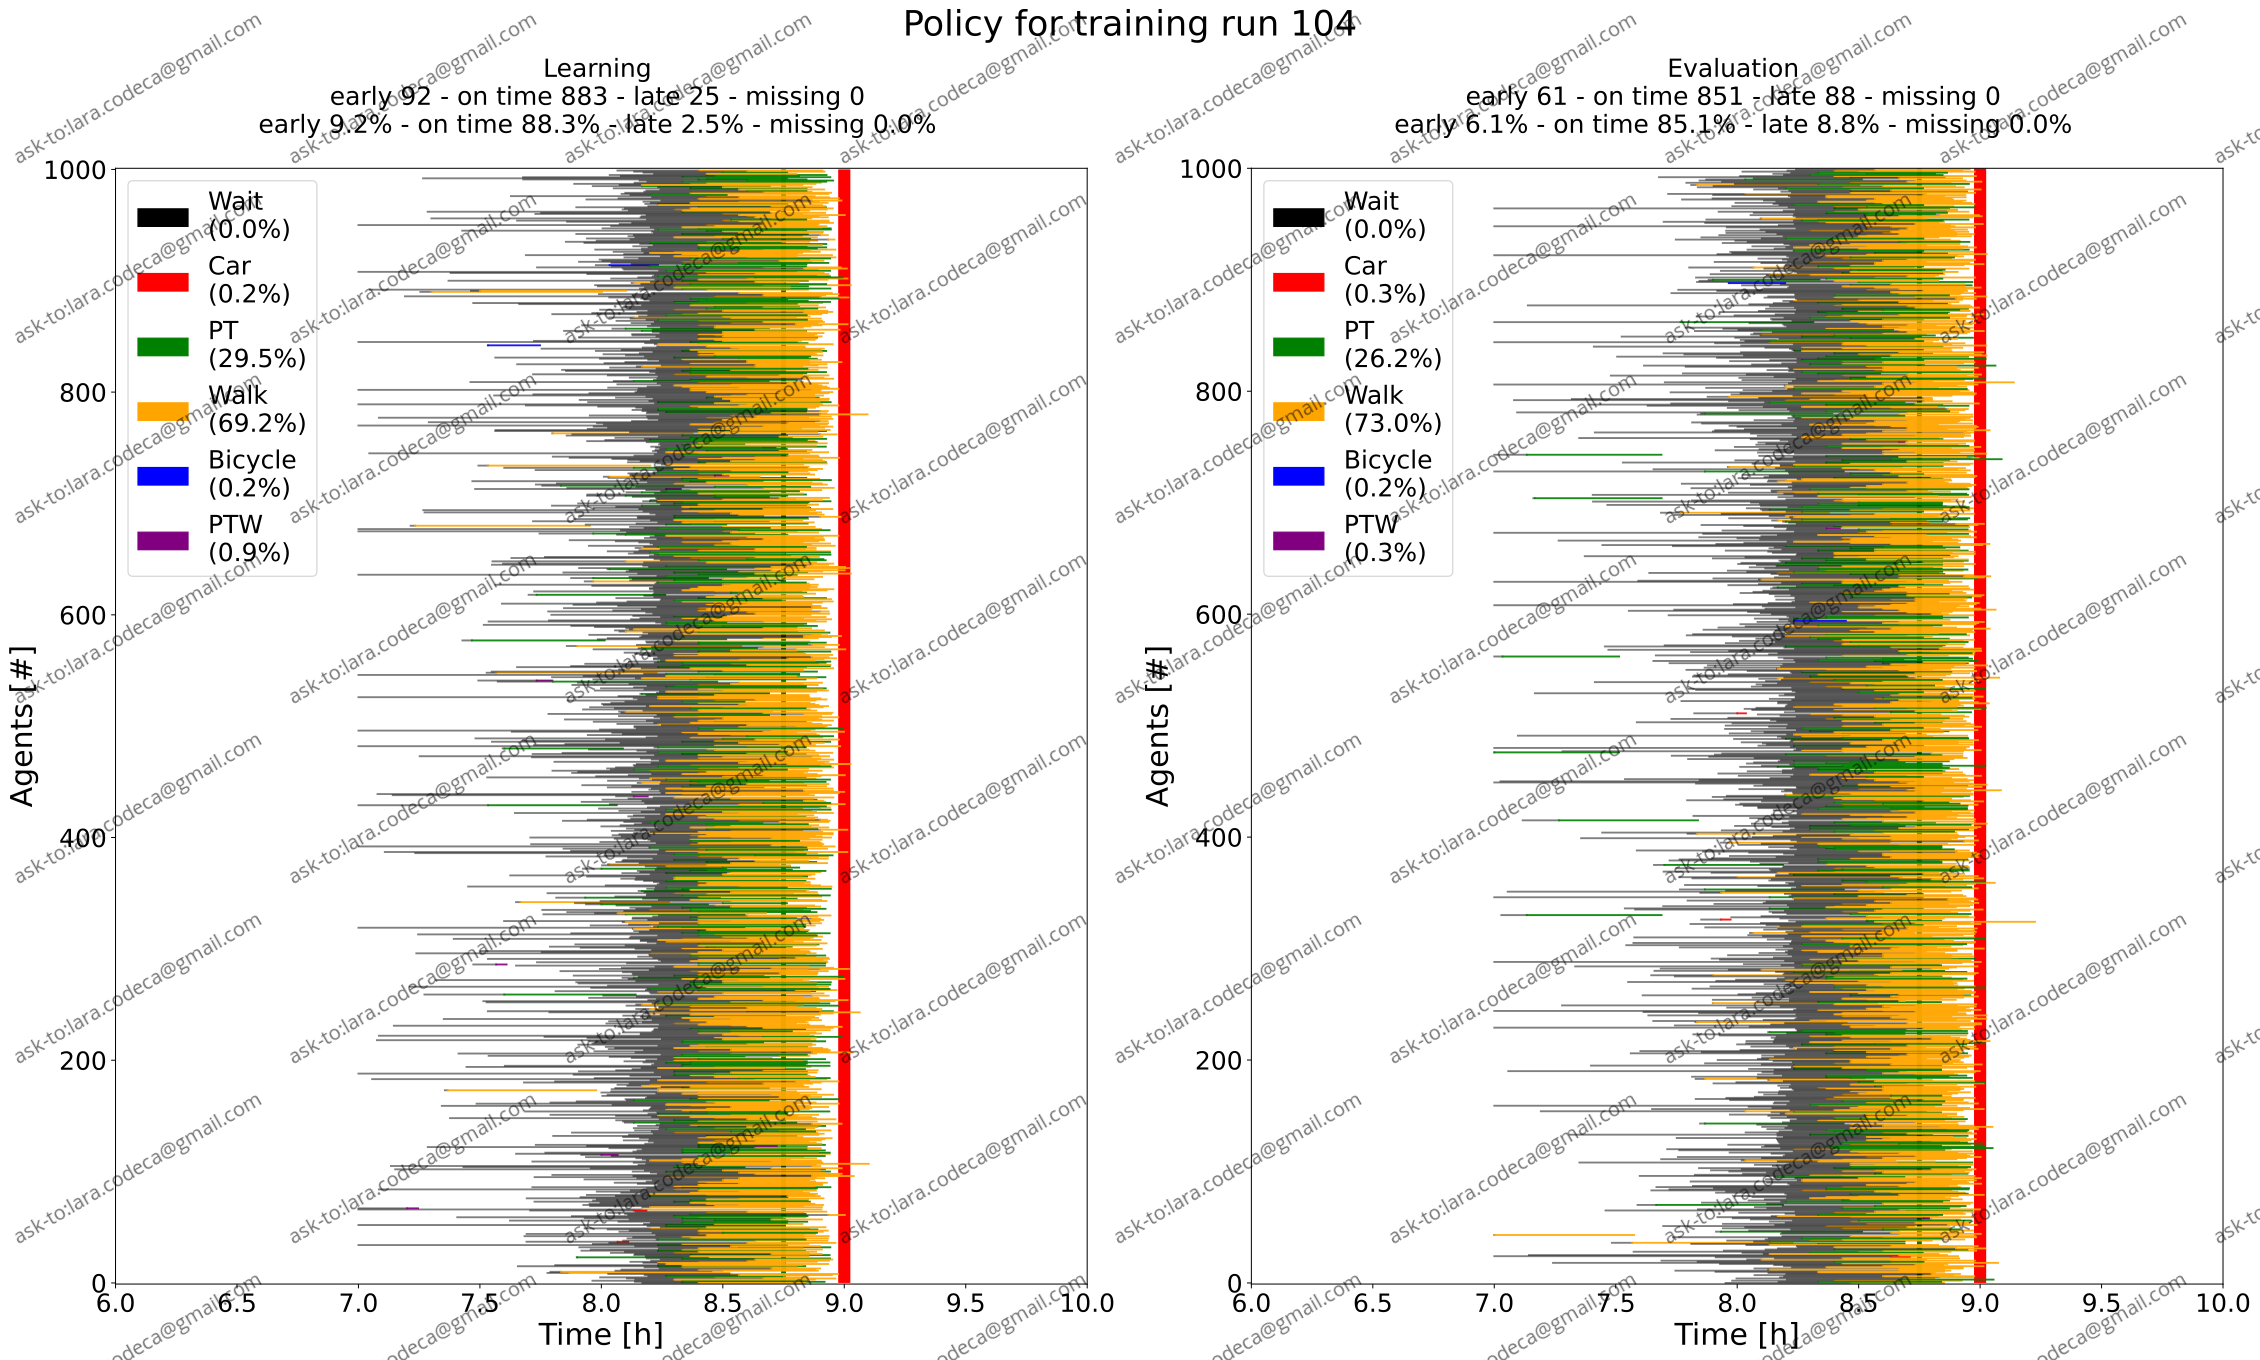 Policy for training run 104
Learning
early 92 - on time 883 - late 25 - missing 0
early 9.2% - on time 88.3% - late 2.5% - missing 0.0%
Evaluation
early 61 - on time 851 - late 88 - missing 0
early 6.1% - on time 85.1% - late 8.8% - missing 0.0%
Agents [#]
1000
800
600
400
200
0
Wait
(0.0%)
Car
(0.2%)
PT
(29.5%)
Walk
(69.2%)
Bicycle
(0.2%)
PTW
(0.9%)
6.0 6.5 7.0 7.5 8.0 8.5 9.0 9.5 10.0
Time [h]
Agents [#]
1000
800
600
400
200
0
Wait
(0.0%)
Car
(0.3%)
PT
(26.2%)
Walk
(73.0%)
Bicycle
(0.2%)
PTW
(0.3%)
6.0 6.5 7.0 7.5 8.0 8.5 9.0 9.5 10.0
Time [h]
ask-to:lara.codeca@gmail.com